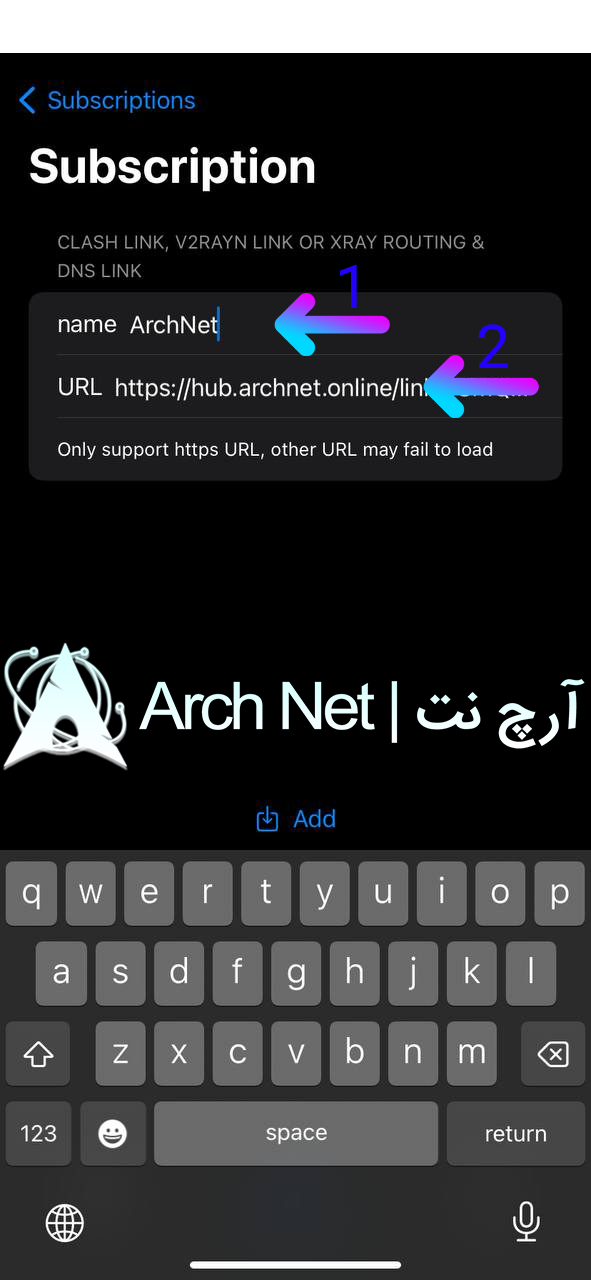 Subscriptions
Subscription
CLASH LINK, V2RAYN LINK OR XRAY ROUTING &
DNS LINK
1
name ArchNet
2
URL https://hub.archnet.online/lin
Only support https URL, other URL may fail to load
Arch Net | آرچ نت
Add
q w e r t y u i o p
a s d f g h j k l
z x c v b n m
123 space return